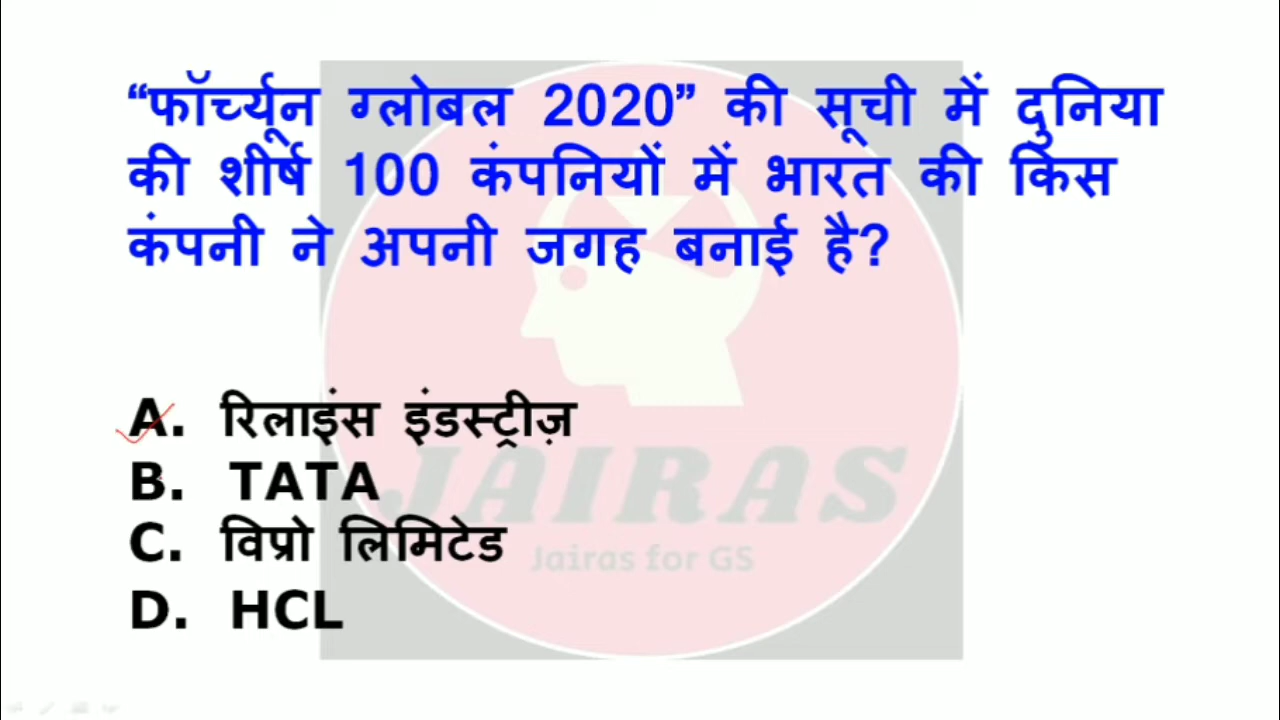 “फॉर्च्यून ग्लोबल 2020” की सूची में दुनिया
की शीर्ष 100 कंपनियों में भारत की किस
कंपनी ने अपनी जगह बनाई है?
A. रिलाइंस इंडस्ट्रीज़
B. TATA
C. विप्रो लिमिटेड
D. HCL
JAIRAS
Jairas for GS